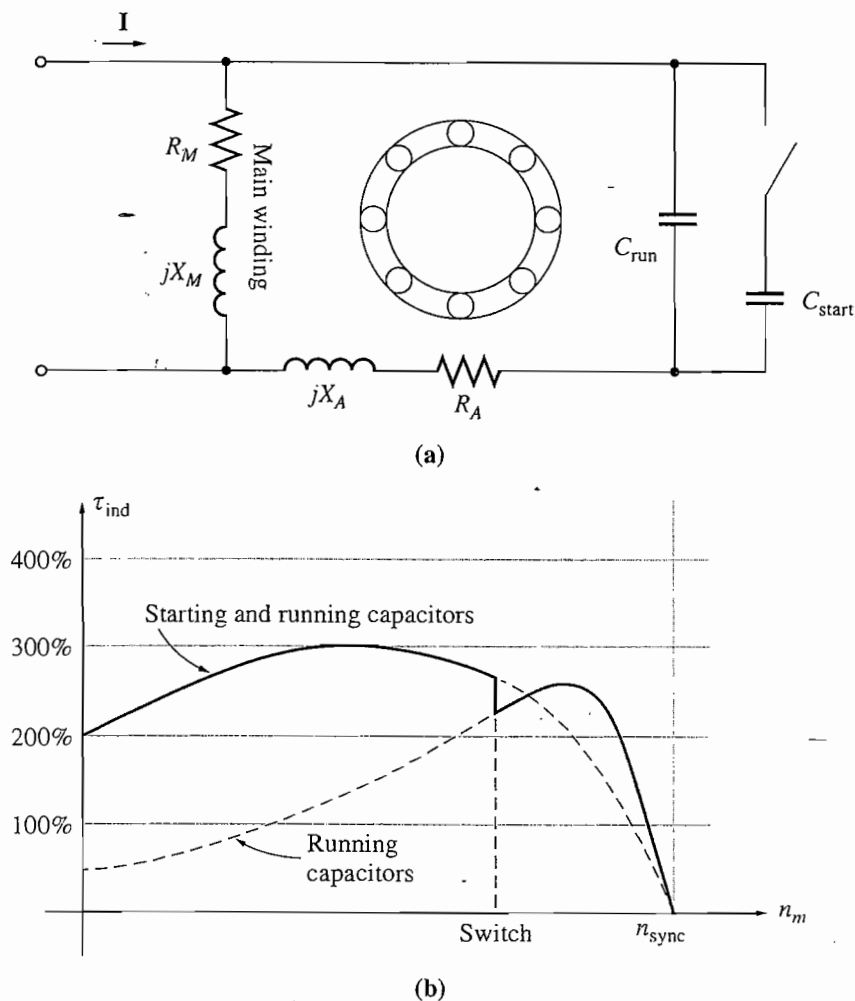 I
R_M
Main winding
jX_M
C_run
C_start
jX_A
R_A
(a)
τ_ind
400%
Starting and running capacitors
300%
200%
100%
Running
capacitors
n_m
Switch
n_sync
(b)